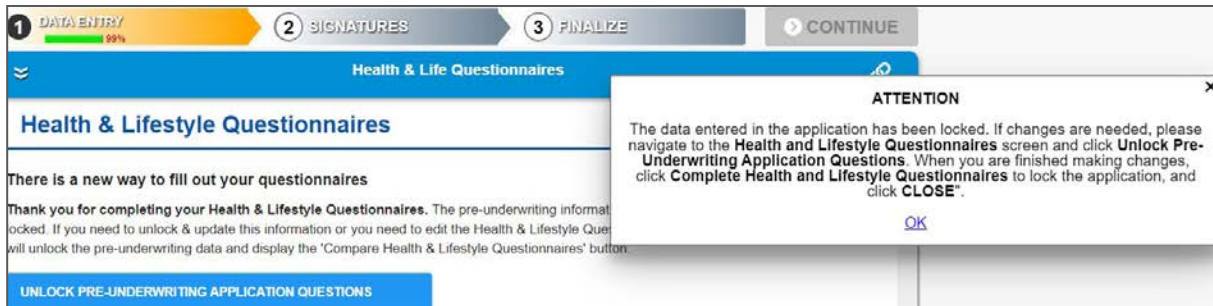 1 DATA ENTRY
99%
2 SIGNATURES
3 FINALIZE
CONTINUE
Health & Life Questionnaires
Health & Lifestyle Questionnaires
There is a new way to fill out your questionnaires
Thank you for completing your Health & Lifestyle Questionnaires. The pre-underwriting
locked. If you need to unlock & update this information or you need to edit the Health & Lifestyle
will unlock the pre-underwriting data and display the 'Compare Health & Lifestyle Questionnaires' button.
UNLOCK PRE-UNDERWRITING APPLICATION QUESTIONS
x
ATTENTION
The data entered in the application has been locked. If changes are needed, please
navigate to the Health and Lifestyle Questionnaires screen and click Unlock Pre-
Underwriting Application Questions. When you are finished making changes,
click Complete Health and Lifestyle Questionnaires to lock the application, and
click CLOSE".
OK